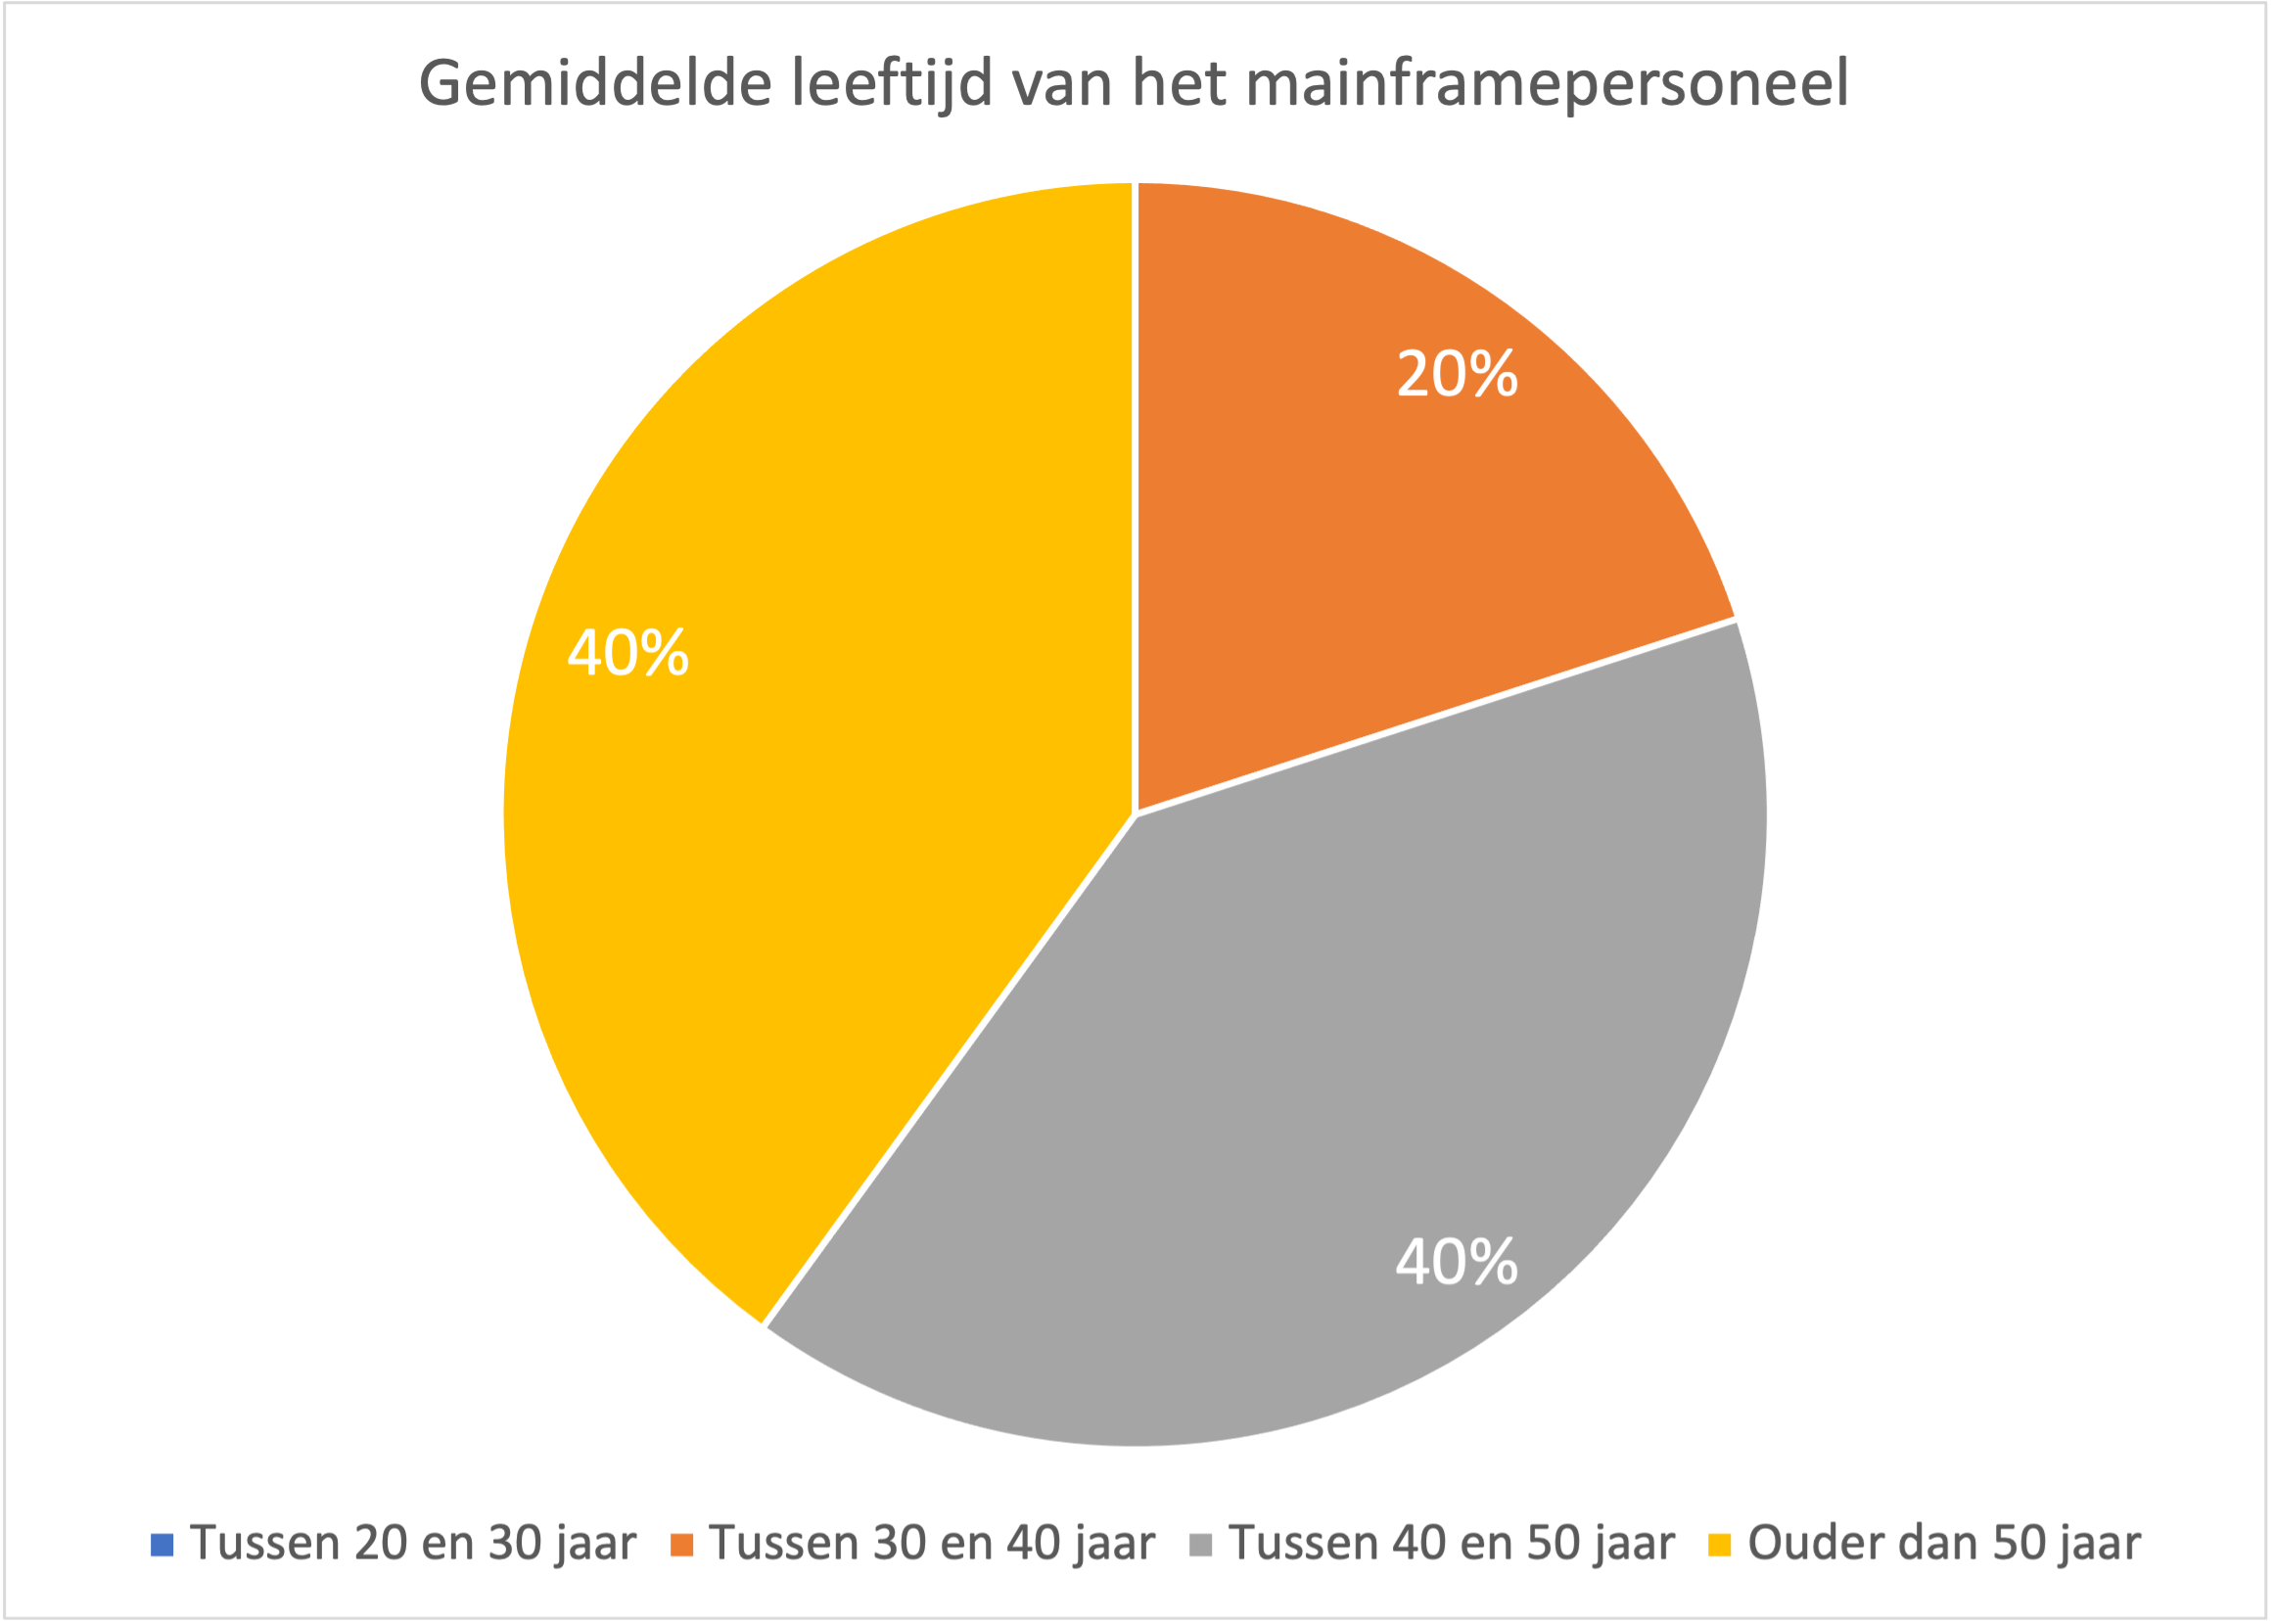 Gemiddelde leeftijd van het mainframepersoneel
20%
40%
40%
Tussen 20 en 30 jaar Tussen 30 en 40 jaar Tussen 40 en 50 jaar Ouder dan 50 jaar